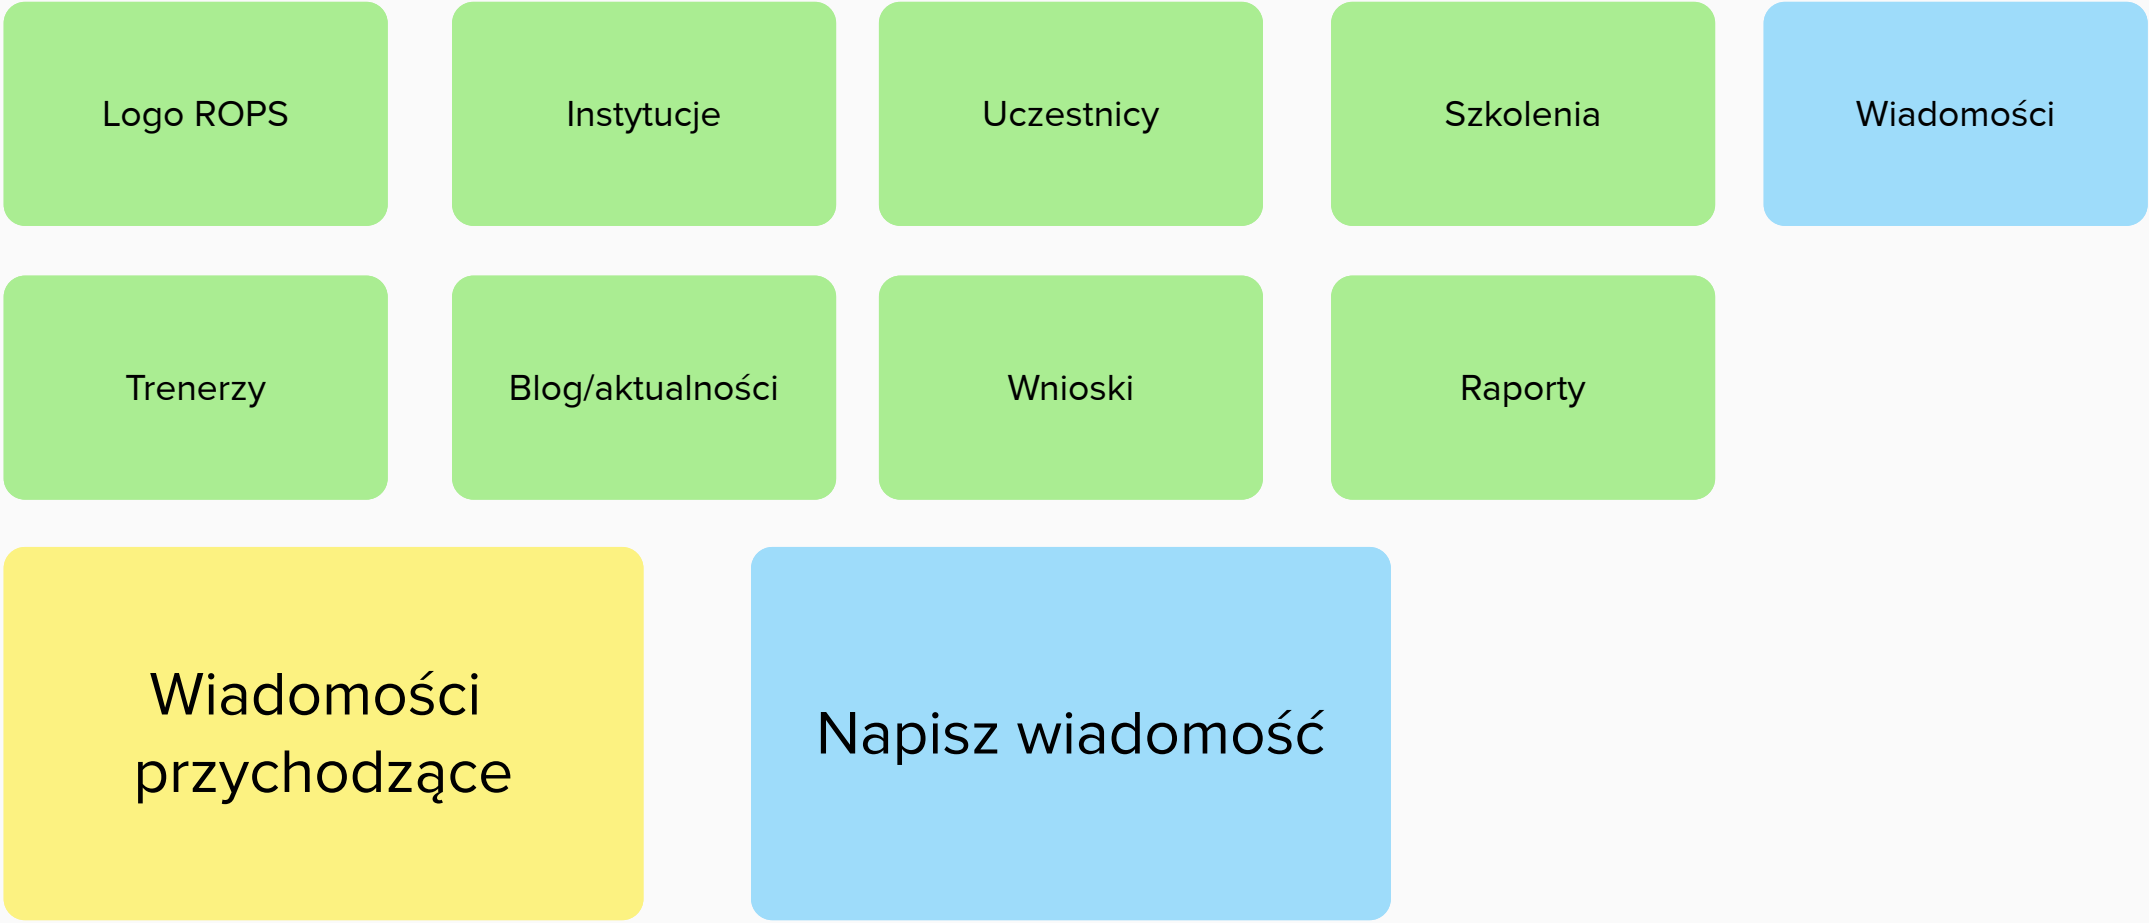 Logo ROPS
Instytucje
Uczestnicy
Szkolenia
Wiadomości
Trenerzy
Blog/aktualności
Wnioski
Raporty
Wiadomości
przychodzące
Napisz wiadomość